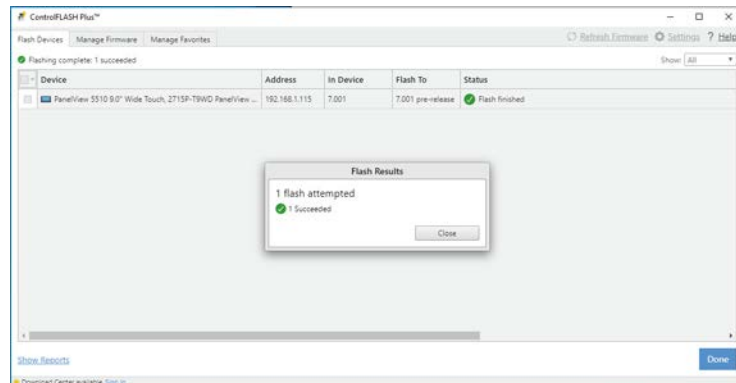 ControlFLASH Plus™
Flash Devices Manage Firmware Manage Favorites Refresh Firmware Settings ? Help
Flashing complete: 1 succeeded Show: All
Device Address In Device Flash To Status
PanelView 5510 9.0" Wide Touch, 2715P-T9WD PanelView ... 192.168.1.115 7.001 7.001 pre-release Flash finished
Flash Results
1 flash attempted
1 Succeeded
Close
Show Reports Done
Download Center available Sign in